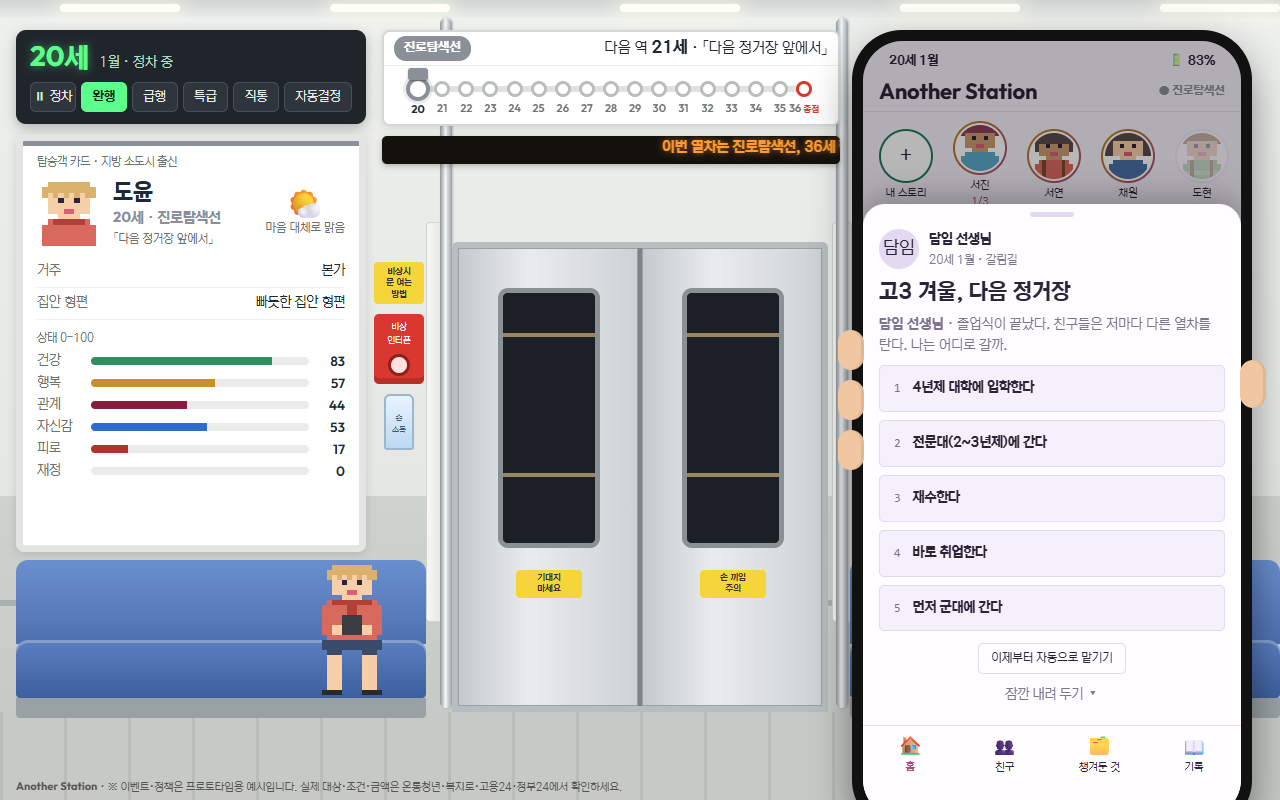 20세 1월 · 정차 중
⏸ 정차 완행 급행 특급 직통 자동결정
탑승객 카드 · 지방 소도시 출신
도윤
20세 · 진로탐색선
「다음 정거장 앞에서」
마음 대체로 맑음
거주 본가
집안 형편 빠듯한 집안 형편
상태 0~100
건강 83
행복 57
관계 44
자신감 53
피로 17
재정 0
진로탐색선 다음 역 21세 · 「다음 정거장 앞에서」
20 21 22 23 24 25 26 27 28 29 30 31 32 33 34 35 36 종점
이번 열차는 진로탐색선, 36세
비상시
문 여는
방법
비상
인터폰
손
소독
기대지
마세요
손 끼임
주의
20세 1월 83%
Another Station 진로탐색선
+
내 스토리 서진 서연 채원 도현
1/3
담임 담임 선생님
20세 1월 · 갈림길
고3 겨울, 다음 정거장
담임 선생님 · 졸업식이 끝났다. 친구들은 저마다 다른 열차를
탄다. 나는 어디로 갈까.
1 4년제 대학에 입학한다
2 전문대(2~3년제)에 간다
3 재수한다
4 바로 취업한다
5 먼저 군대에 간다
이제부터 자동으로 맡기기
잠깐 내려 두기 ▾
홈 친구 챙겨둔 것 기록
Another Station · ※ 이벤트·정책은 프로토타입용 예시입니다. 실제 대상·조건·금액은 온통청년·복지로·고용24·정부24에서 확인하세요.